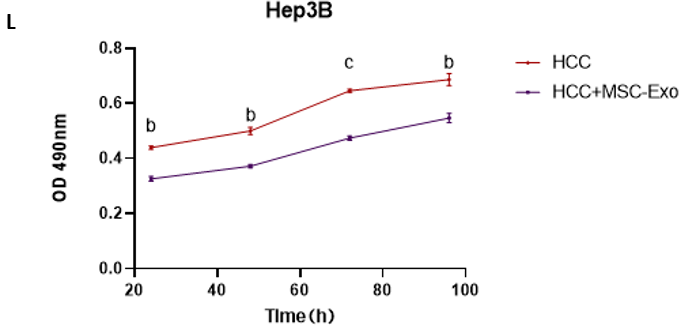 Hep3B
L
0.8
0.6
0.4
0.2
0.0
OD 490nm
b
b
c
b
HCC
HCC+MSC-Exo
20
40
60
80
100
TIme(h)